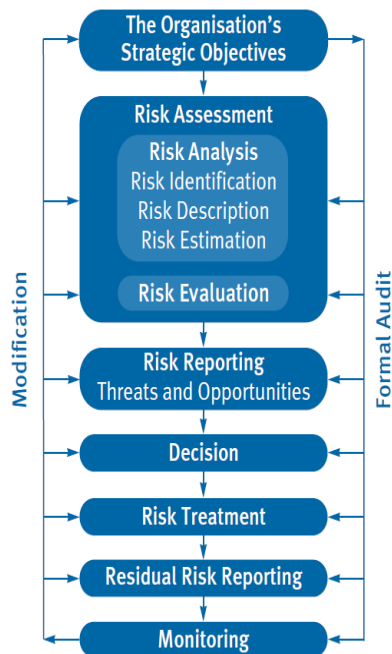 The Organisation's
Strategic Objectives
Risk Assessment
Risk Analysis
Risk Identification
Risk Description
Risk Estimation
Risk Evaluation
Risk Reporting
Threats and Opportunities
Decision
Risk Treatment
Residual Risk Reporting
Monitoring
Modification
Formal Audit